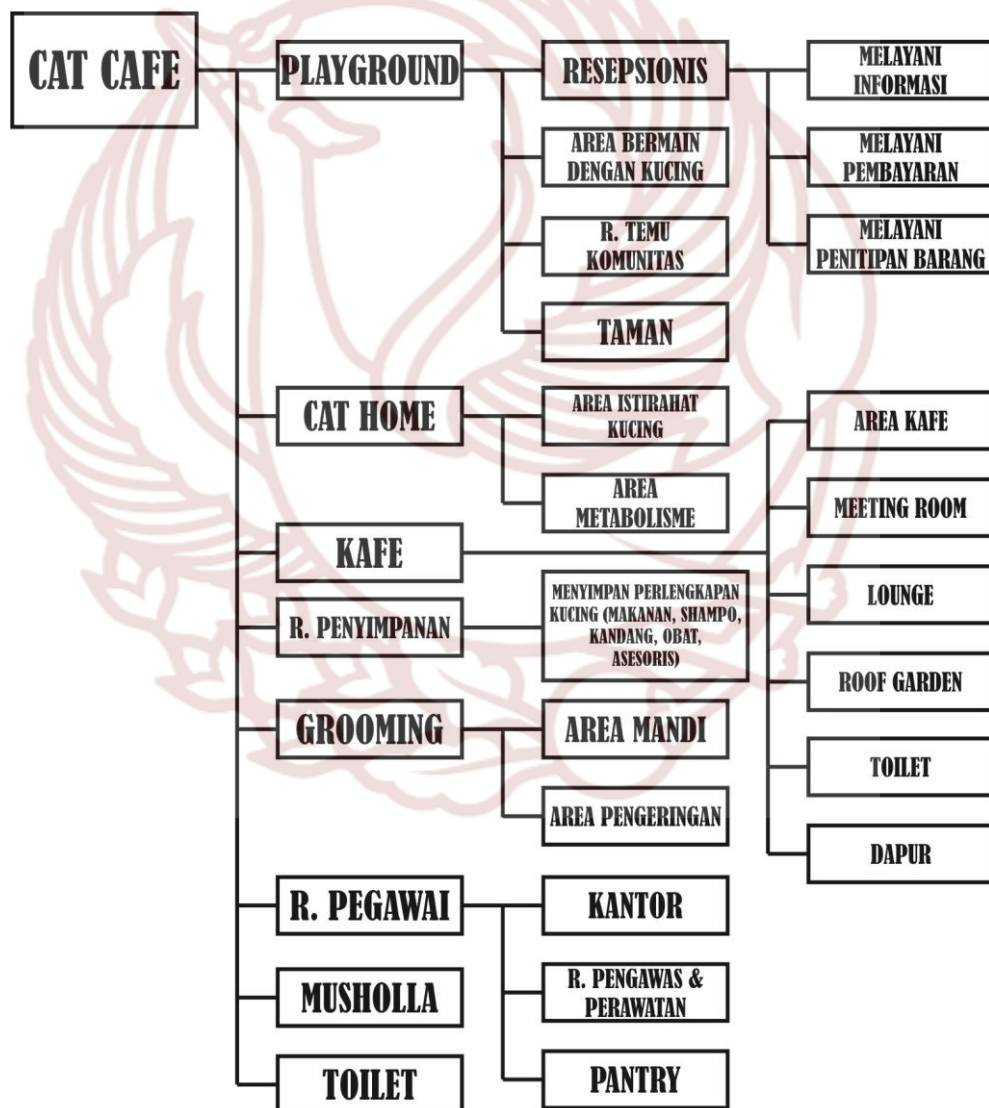 CAT CAFE
PLAYGROUND
RESEPSIONIS
MELAYANI
INFORMASI
MELAYANI
PEMBAYARAN
MELAYANI
PENITIPAN BARANG
AREA BERMAIN
DENGAN KUCING
R. TEMU
KOMUNITAS
TAMAN
CAT HOME
AREA ISTIRAHAT
KUCING
AREA
METABOLISME
KAFE
AREA KAFE
MEETING ROOM
LOUNGE
ROOF GARDEN
TOILET
DAPUR
R. PENYIMPANAN
MENYIMPAN PERLENGKAPAN
KUCING (MAKANAN, SHAMPO,
KANDANG, OBAT,
ASESORIS)
GROOMING
AREA MANDI
AREA PENGERINGAN
R. PEGAWAI
KANTOR
R. PENGAWAS &
PERAWATAN
PANTRY
MUSHOLLA
TOILET